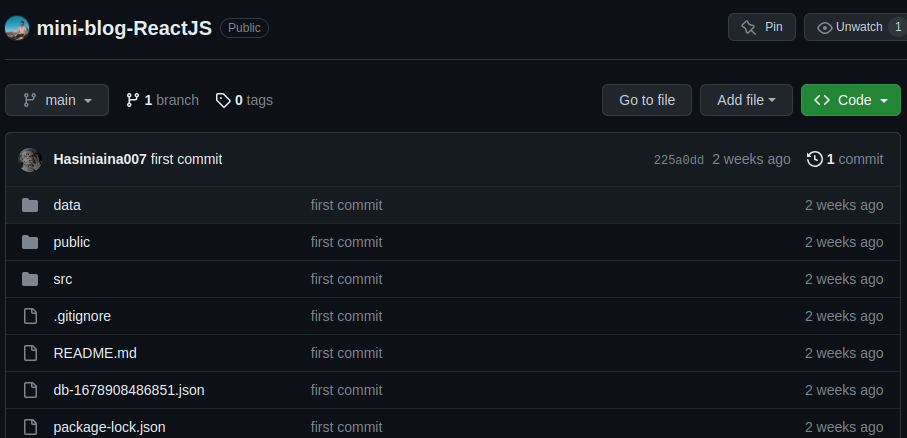 mini-blog-ReactJS Public Pin Unwatch 1
main 1 branch 0 tags Go to file Add file Code
Hasiniaina007 first commit 225a0dd 2 weeks ago 1 commit
data first commit 2 weeks ago
public first commit 2 weeks ago
src first commit 2 weeks ago
.gitignore first commit 2 weeks ago
README.md first commit 2 weeks ago
db-1678908486851.json first commit 2 weeks ago
package-lock.json first commit 2 weeks ago